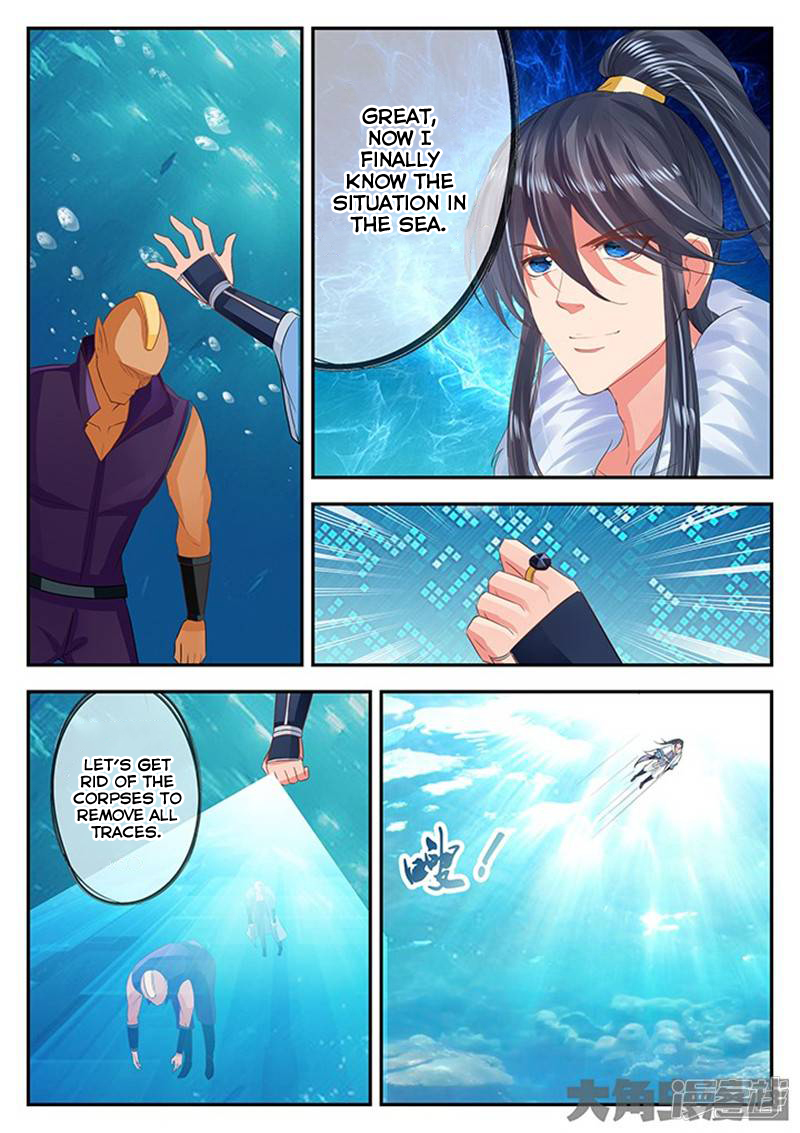 GREAT,
NOW I
FINALLY
KNOW THE
SITUATION IN
THE SEA.
LET'S GET
RID OF THE
CORPSES TO
REMOVE ALL
TRACES.
嗖!
大角虫漫画